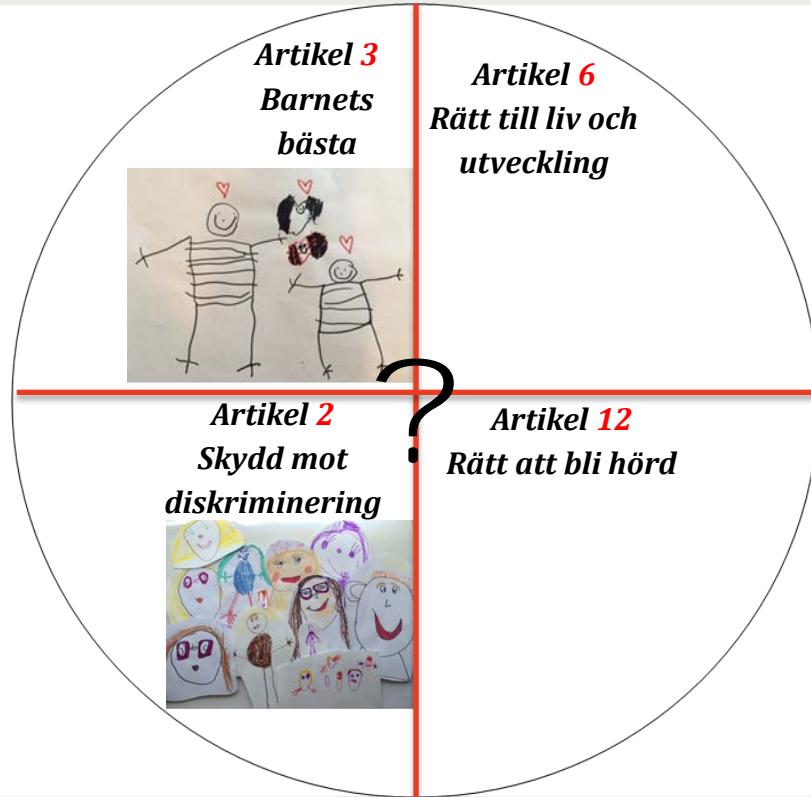 Artikel 3
Barnets
bästa
Artikel 6
Rätt till liv och
utveckling
?
Artikel 2
Skydd mot
diskriminering
Artikel 12
Rätt att bli hörd